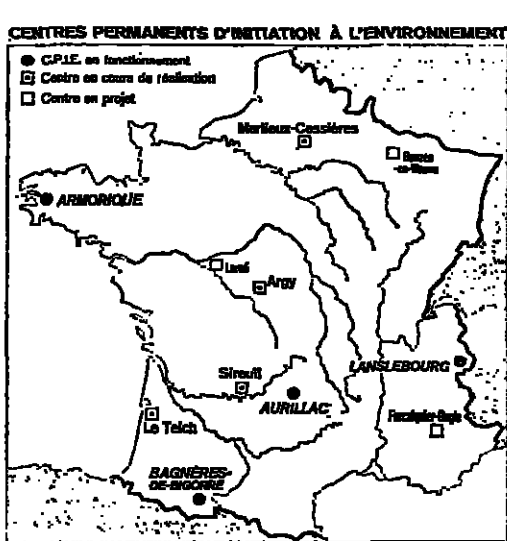 CENTRES PERMANENTS D'INITIATION À L'ENVIRONNEMENT
C.P.I.E. en fonctionnement
Centre en cours de réalisation
Centre en projet
Merlieux-Cassières
ARMORIQUE
Argy
Sireuil
LANSLEBOURG
AURILLAC
Le Teich
BAGNÈRES-
DE-BIGORRE